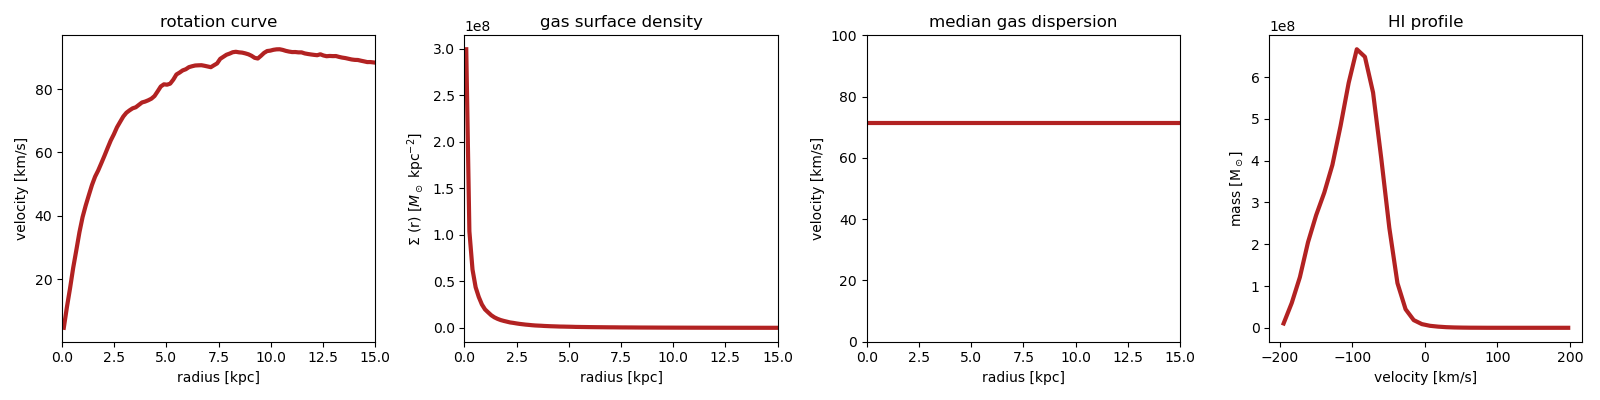 rotation curve
velocity [km/s]
80
60
40
20
0.0 2.5 5.0 7.5 10.0 12.5 15.0
radius [kpc]
gas surface density
1e8
Σ (r) [M⊙ kpc⁻²]
3.0
2.5
2.0
1.5
1.0
0.5
0.0
0.0 2.5 5.0 7.5 10.0 12.5 15.0
radius [kpc]
median gas dispersion
velocity [km/s]
100
80
60
40
20
0
0.0 2.5 5.0 7.5 10.0 12.5 15.0
radius [kpc]
HI profile
1e8
mass [M⊙]
6
5
4
3
2
1
0
−200 −100 0 100 200
velocity [km/s]